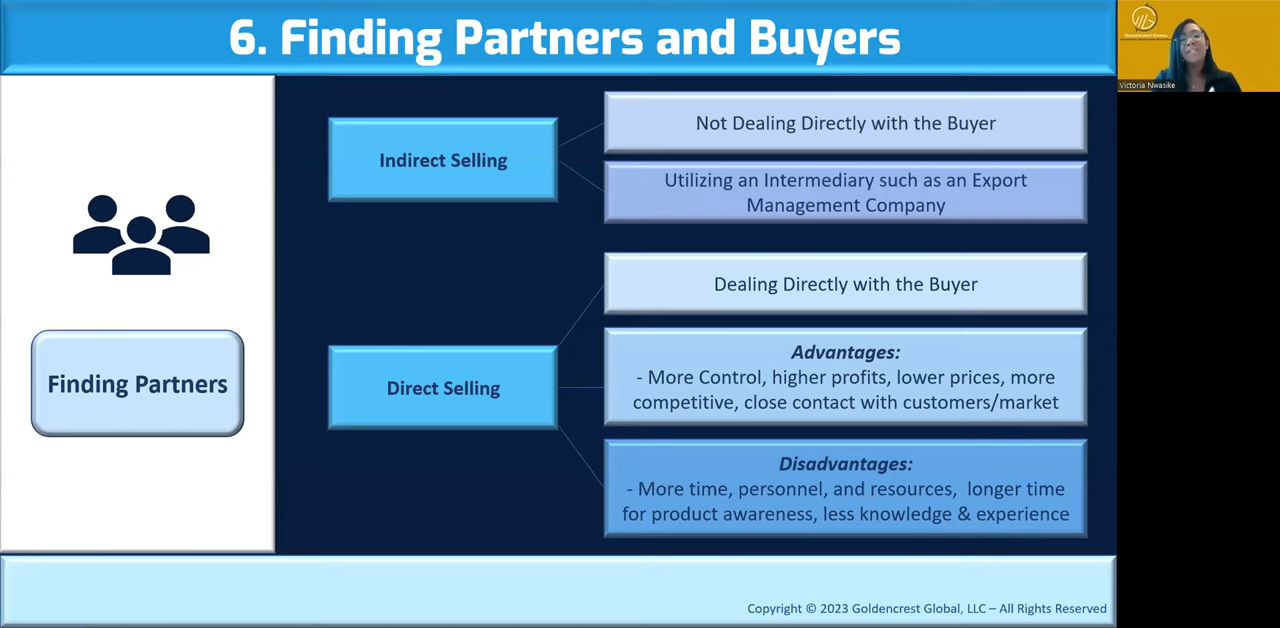 6. Finding Partners and Buyers
Victoria Nwasike
Finding Partners
Indirect Selling
Not Dealing Directly with the Buyer
Utilizing an Intermediary such as an Export
Management Company
Direct Selling
Dealing Directly with the Buyer
Advantages:
- More Control, higher profits, lower prices, more
competitive, close contact with customers/market
Disadvantages:
- More time, personnel, and resources,  longer time
for product awareness, less knowledge & experience
Copyright © 2023 Goldencrest Global, LLC – All Rights Reserved